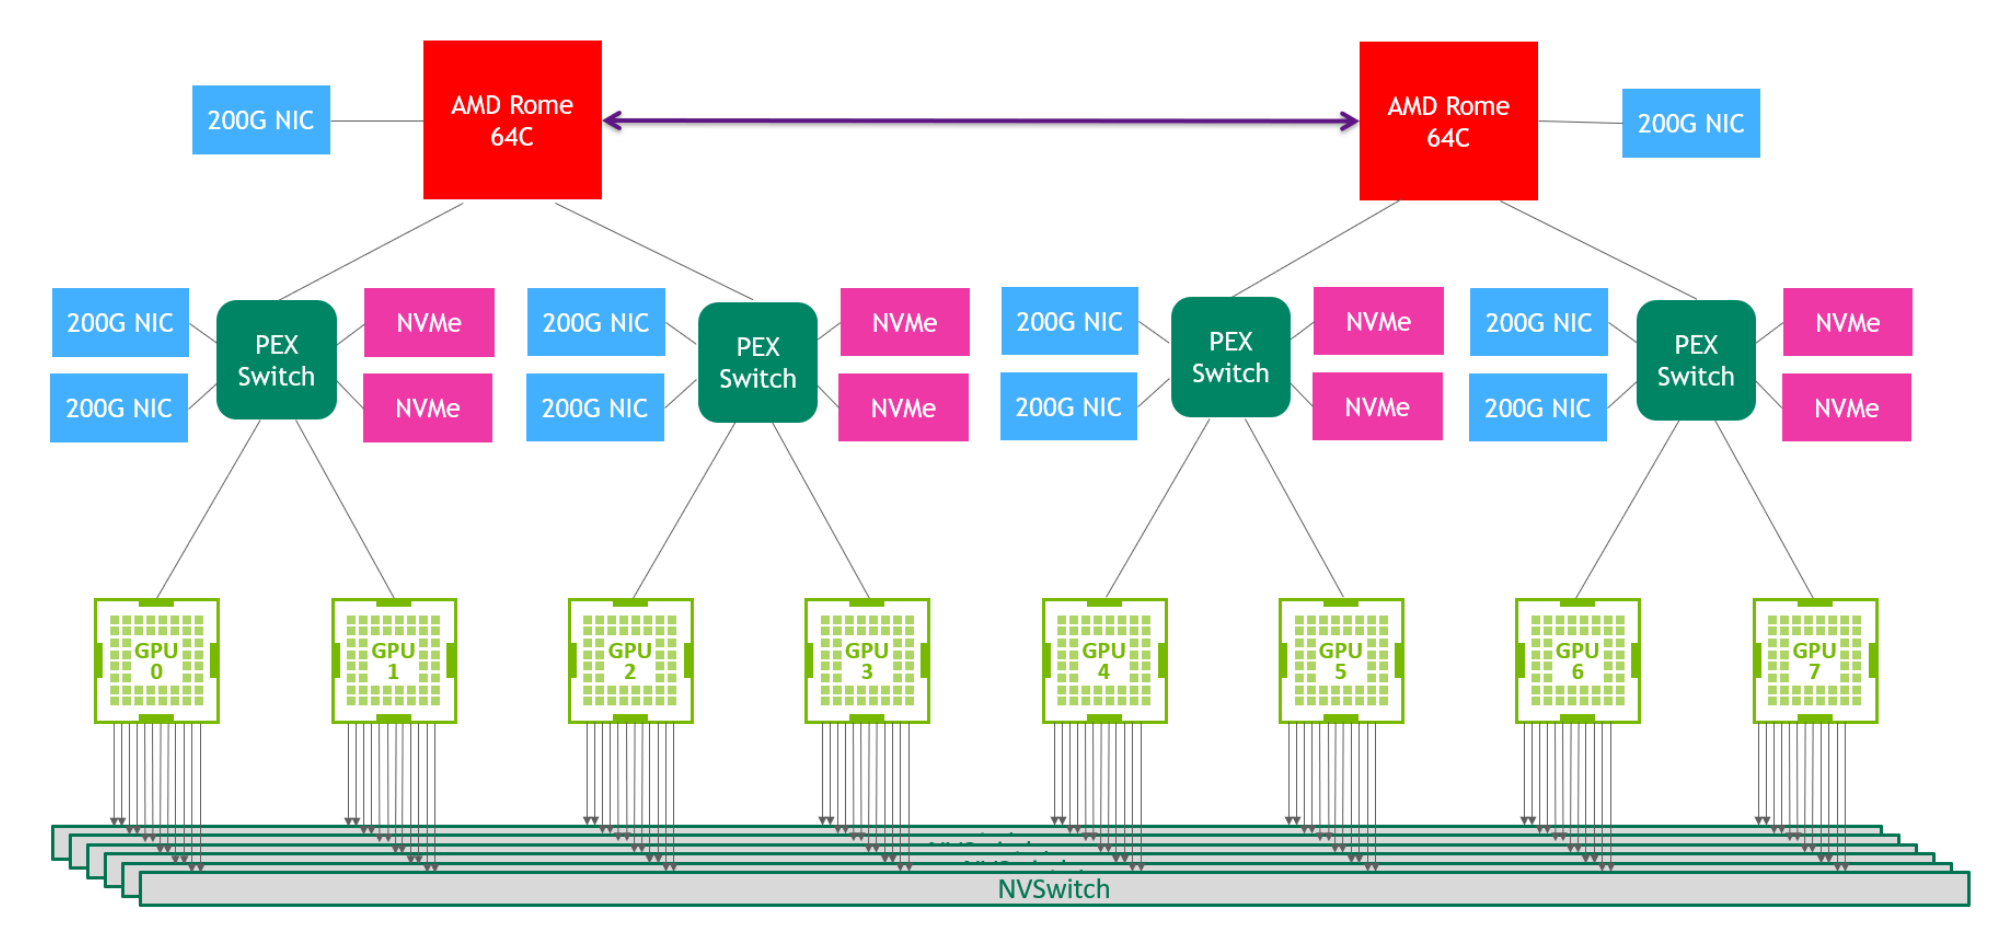 200G NIC
AMD Rome
64C
AMD Rome
64C
200G NIC
200G NIC
200G NIC
PEX
Switch
NVMe
NVMe
200G NIC
200G NIC
PEX
Switch
NVMe
NVMe
200G NIC
200G NIC
PEX
Switch
NVMe
NVMe
200G NIC
200G NIC
PEX
Switch
NVMe
NVMe
GPU
0
GPU
1
GPU
2
GPU
3
GPU
4
GPU
5
GPU
6
GPU
7
NVSwitch